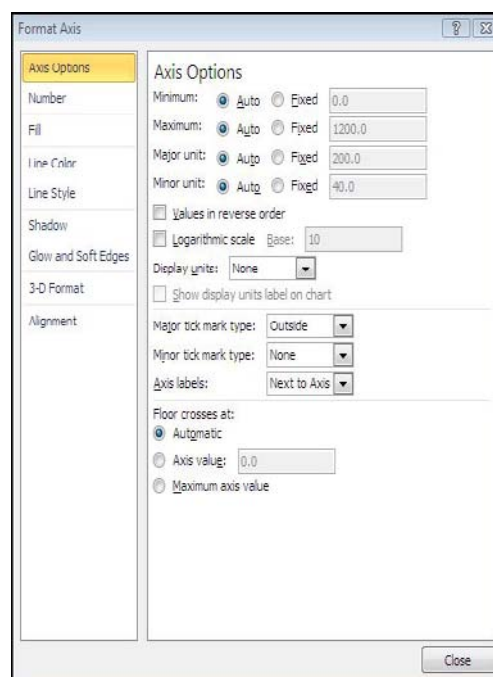 Format Axis
Axis Options
Number
Fill
Line Color
Line Style
Shadow
Glow and Soft Edges
3-D Format
Alignment
Axis Options
Minimum: Auto Fixed 0.0
Maximum: Auto Fixed 1200.0
Major unit: Auto Fixed 200.0
Minor unit: Auto Fixed 40.0
Values in reverse order
Logarithmic scale Base: 10
Display units: None
Show display units label on chart
Major tick mark type: Outside
Minor tick mark type: None
Axis labels: Next to Axis
Floor crosses at:
Automatic
Axis value: 0.0
Maximum axis value
Close